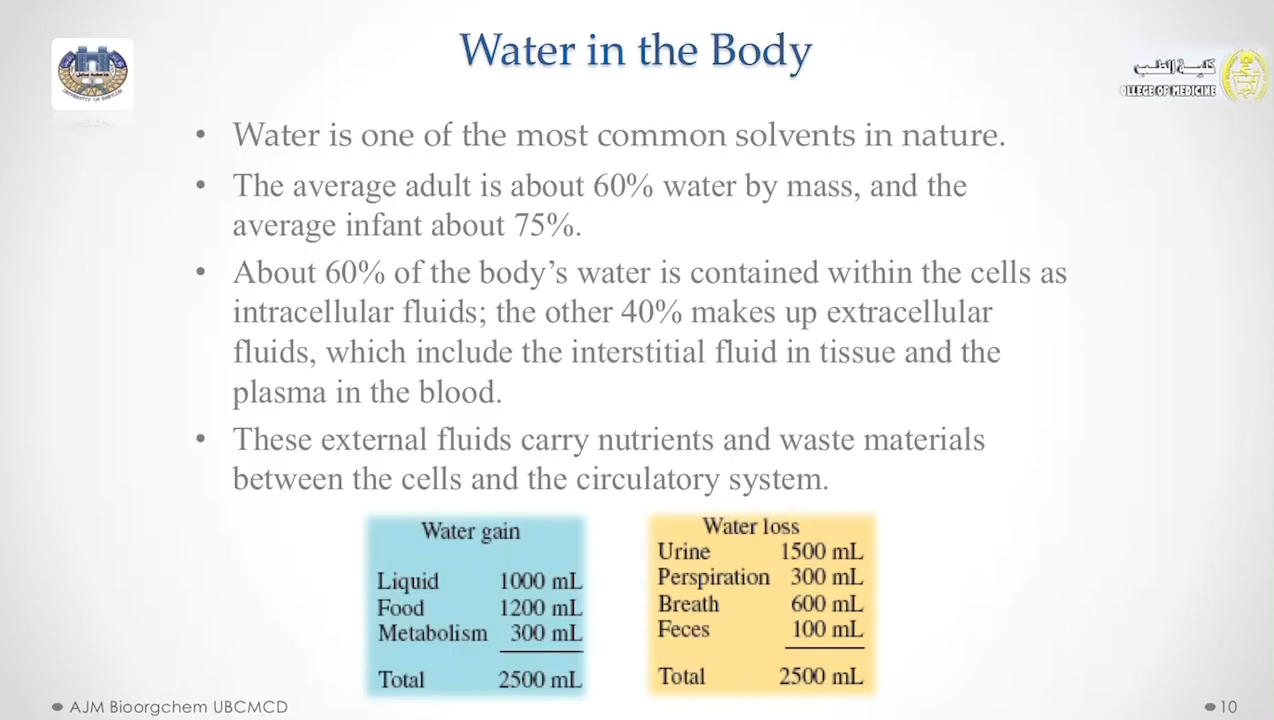 Water in the Body
كلية الطب
OLLEGE OF MEDICINE
• Water is one of the most common solvents in nature.
• The average adult is about 60% water by mass, and the
average infant about 75%.
• About 60% of the body’s water is contained within the cells as
intracellular fluids; the other 40% makes up extracellular
fluids, which include the interstitial fluid in tissue and the
plasma in the blood.
• These external fluids carry nutrients and waste materials
between the cells and the circulatory system.
Water gain
Liquid 1000 mL
Food 1200 mL
Metabolism 300 mL
Total 2500 mL
Water loss
Urine 1500 mL
Perspiration 300 mL
Breath 600 mL
Feces 100 mL
Total 2500 mL
AJM Bioorgchem UBCMCD
10